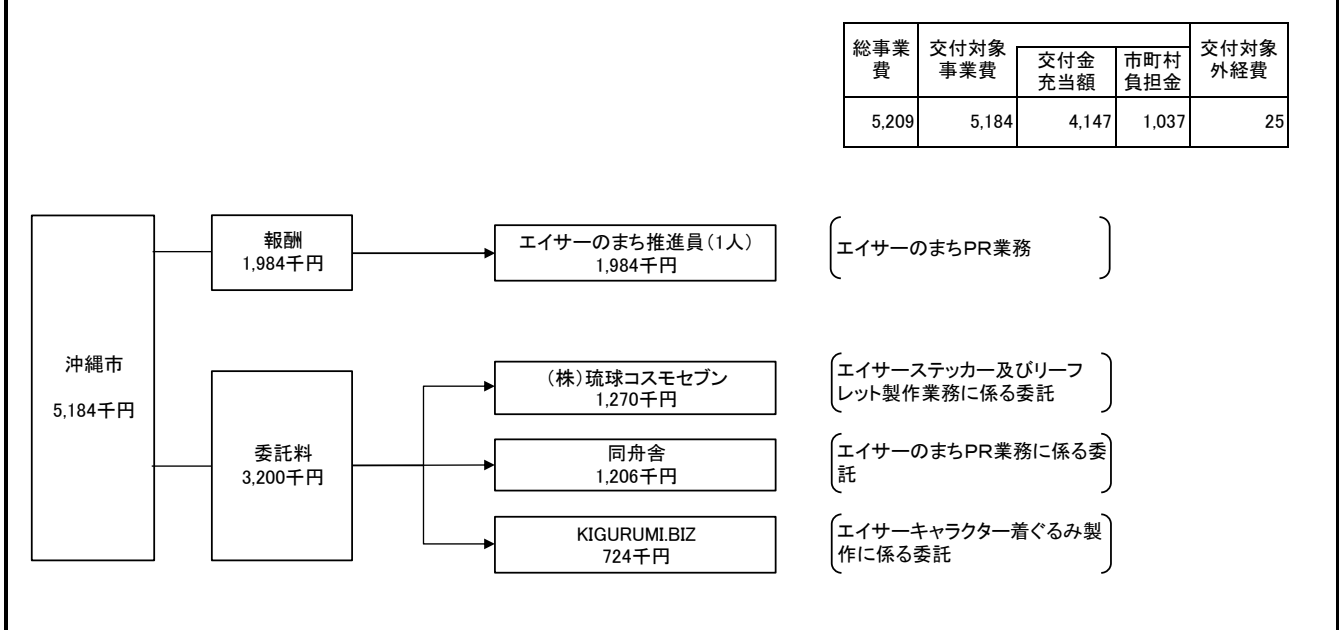 総事業
費
交付対象
事業費
交付金
充当額
市町村
負担金
交付対象
外経費
5,209
5,184
4,147
1,037
25
沖縄市
5,184千円
報酬
1,984千円
エイサーのまち推進員(1人)
1,984千円
エイサーのまちPR業務
委託料
3,200千円
(株)琉球コスモセブン
1,270千円
エイサーステッカー及びリーフ
レット製作業務に係る委託
同舟舎
1,206千円
エイサーのまちPR業務に係る委
託
KIGURUMI.BIZ
724千円
エイサーキャラクター着ぐるみ製
作に係る委託